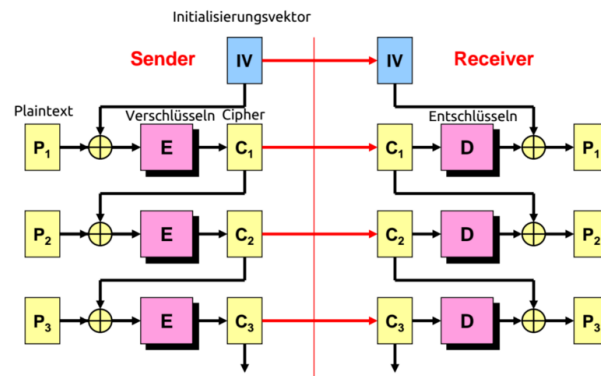 Initialisierungsvektor
Sender IV IV Receiver
Plaintext Verschlüsseln Cipher Entschlüsseln
P1 E C1 C1 D P1
P2 E C2 C2 D P2
P3 E C3 C3 D P3